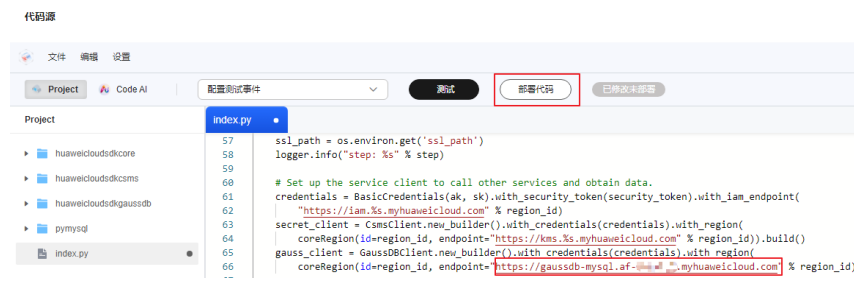 代码源
文件 编辑 设置
Project Code AI 配置测试事件 测试 部署代码 已修改未部署
Project index.py
57 ssl_path = os.environ.get('ssl_path')
58 logger.info("step: %s" % step)
59
60 # Set up the service client to call other services and obtain data.
61 credentials = BasicCredentials(ak, sk).with_security_token(security_token).with_iam_endpoint(
62 "https://iam.%s.myhuaweicloud.com" % region_id)
63 secret_client = CsmsClient.new_builder().with_credentials(credentials).with_region(
64 coreRegion(id=region_id, endpoint="https://kms.%s.myhuaweicloud.com" % region_id)).build()
65 gauss_client = GaussDBClient.new_builder().with_credentials(credentials).with_region(
66 coreRegion(id=region_id, endpoint="https://gaussdb-mysql.af- .myhuaweicloud.com" % region_id)
huaweicloudsdkcore
huaweicloudsdkcsms
huaweicloudsdkgaussdb
pymysql
index.py